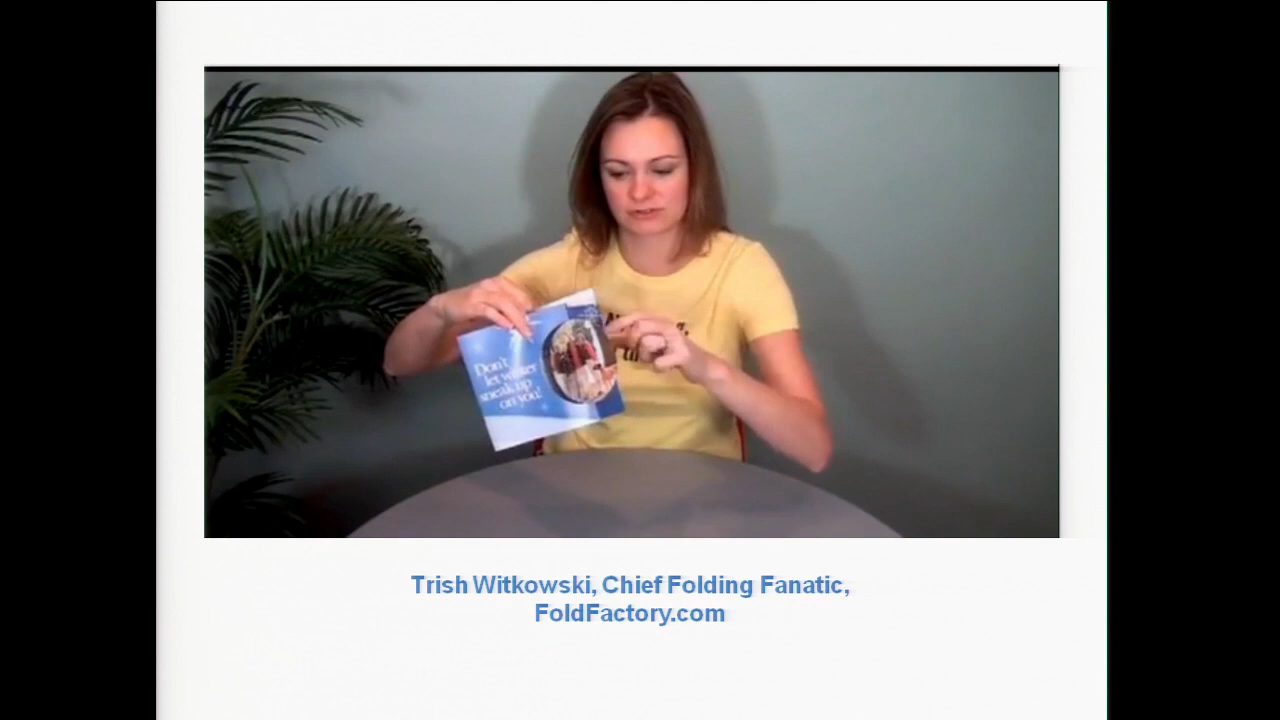 Don't
let winter
sneak up
on you!
Trish Witkowski, Chief Folding Fanatic,
FoldFactory.com